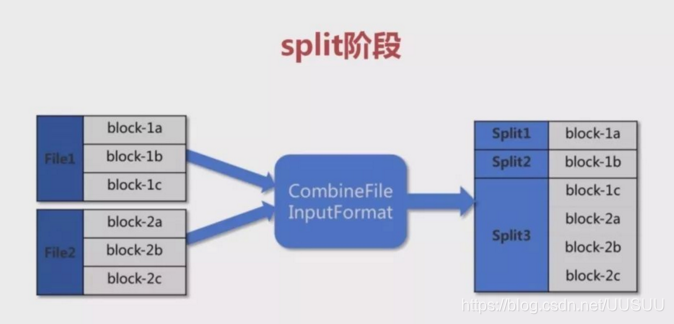 split阶段
File1
block-1a
block-1b
block-1c
File2
block-2a
block-2b
block-2c
CombineFile
InputFormat
Split1
block-1a
Split2
block-1b
Split3
block-1c
block-2a
block-2b
block-2c
https://blog.csdn.net/UUSUU